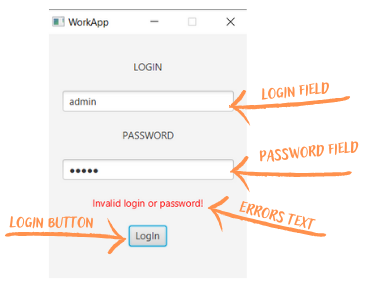 WorkApp
LOGIN
admin
LOGIN FIELD
PASSWORD
PASSWORD FIELD
Invalid login or password!
ERRORS TEXT
LOGIN BUTTON
LogIn